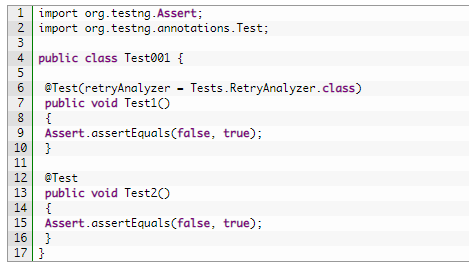 1 import org.testng.Assert;
2 import org.testng.annotations.Test;
3
4 public class Test001 {
5
6 @Test(retryAnalyzer = Tests.RetryAnalyzer.class)
7 public void Test1()
8 {
9 Assert.assertEquals(false, true);
10 }
11
12 @Test
13 public void Test2()
14 {
15 Assert.assertEquals(false, true);
16 }
17 }